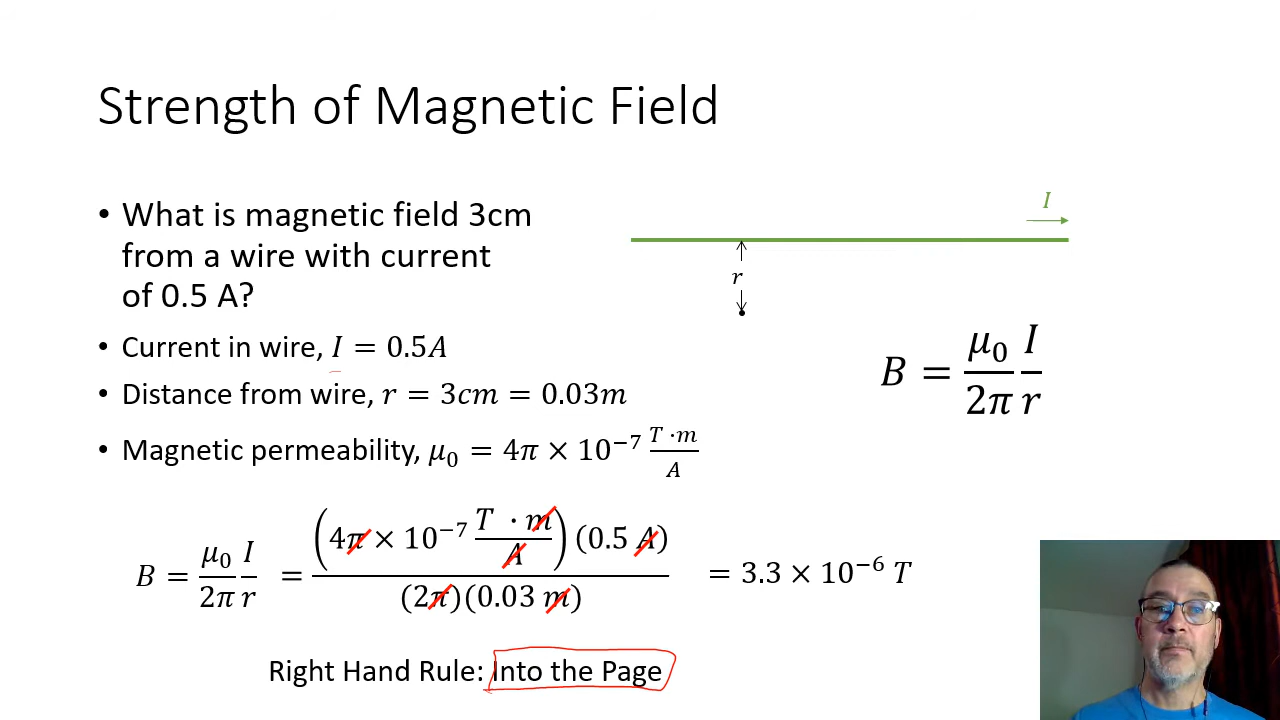 Strength of Magnetic Field
• What is magnetic field 3cm
from a wire with current
of 0.5 A?
• Current in wire, I = 0.5A
• Distance from wire, r = 3cm = 0.03m
• Magnetic permeability, μ₀ = 4π × 10⁻⁷ T·m/A
I
r
B = μ₀/2π I/r
B = μ₀/2π I/r = (4π × 10⁻⁷ T·m/A)(0.5 A)/(2π)(0.03 m) = 3.3 × 10⁻⁶ T
Right Hand Rule: Into the Page